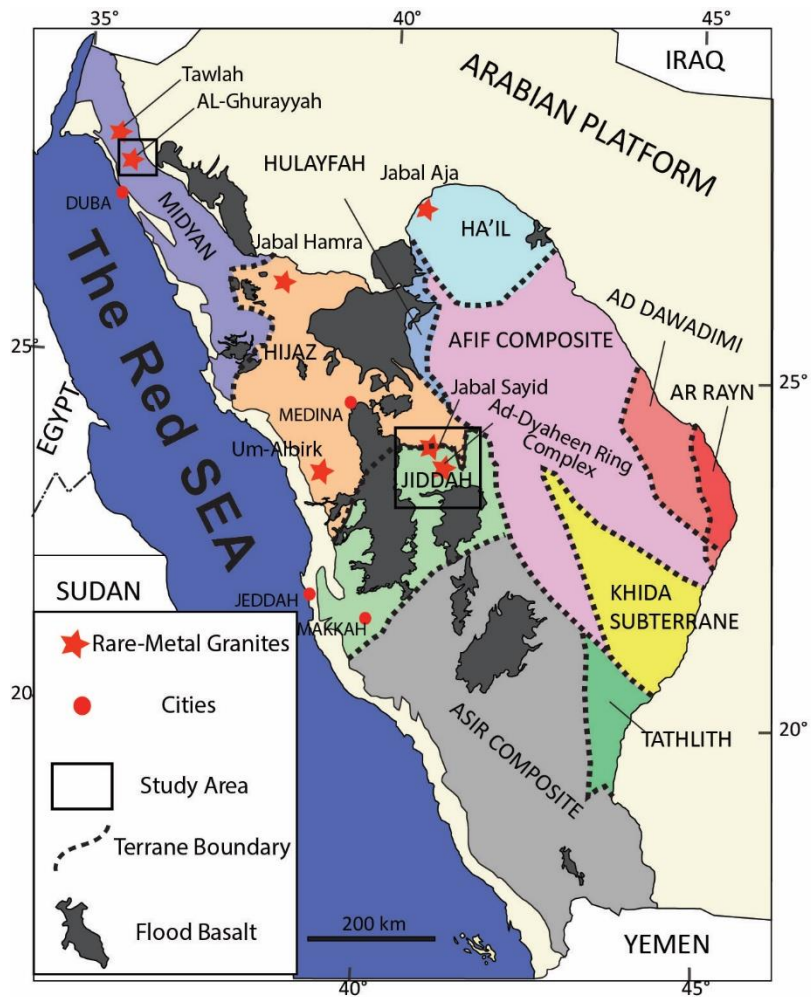 35°
40°
45°
IRAQ
ARABIAN PLATFORM
Tawlah
AL-Ghurayyah
HULAYFAH
Jabal Aja
DUBA
MIDYAN
HA'IL
Jabal Hamra
The Red SEA
AD DAWADIMI
25°
AFIF COMPOSITE
HIJAZ
25°
AR RAYN
Jabal Sayid
MEDINA
Ad-Dyaheen Ring
Complex
EGYPT
Um-Albirk
JIDDAH
SUDAN
JEDDAH
KHIDA
SUBTERRANE
MAKKAH
Rare-Metal Granites
20
Cities
20°
TATHLITH
ASIR COMPOSITE
Study Area
Terrane Boundary
Flood Basalt
200 km
YEMEN
40°
45°